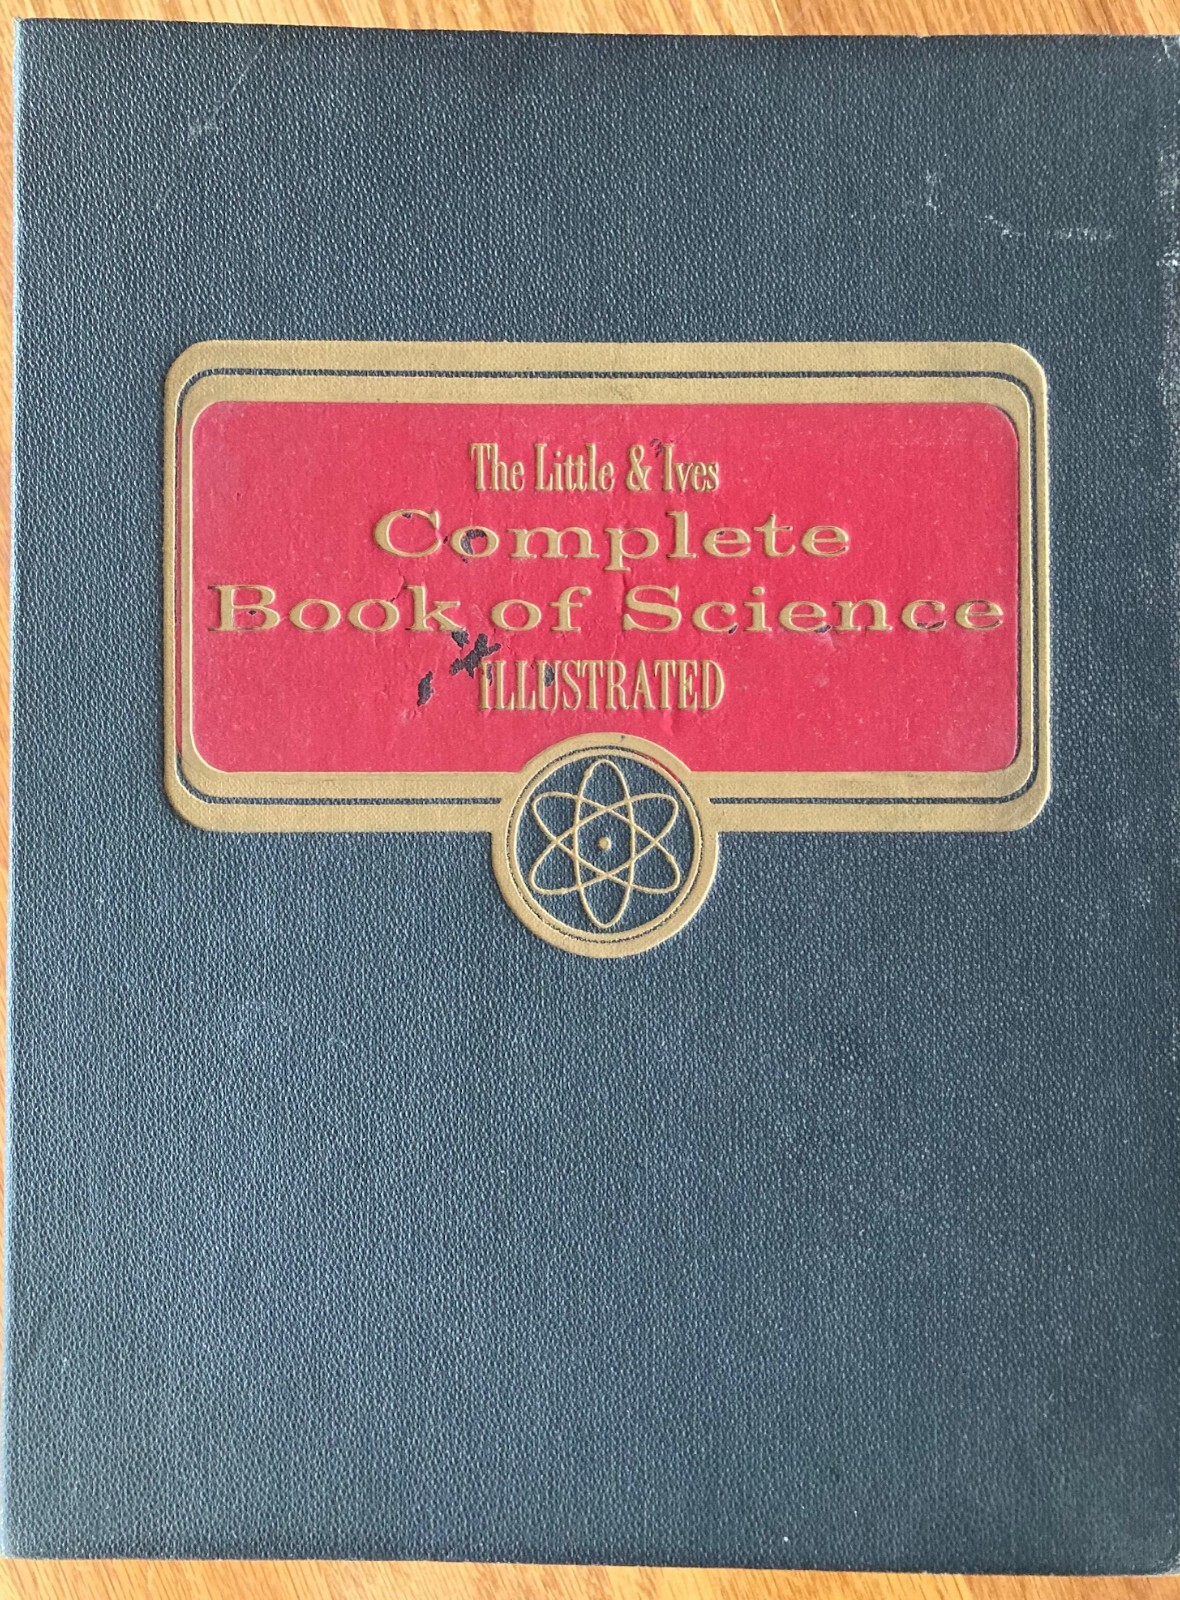 The Little & Ives
Complete
Book of Science
ILLUSTRATED